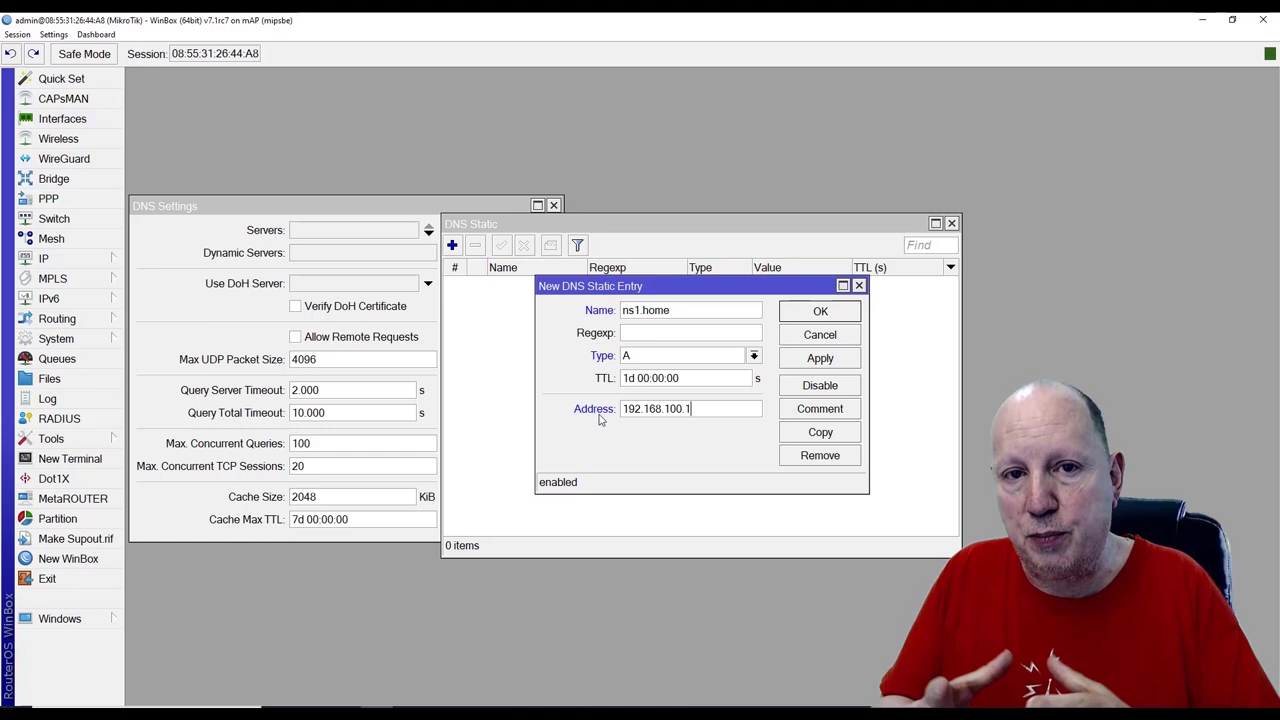 admin@08:55:31:26:44:A8 (MikroTik) - WinBox (64bit) v7.1rc7 on mAP (mipsbe)
Session Settings Dashboard
Safe Mode Session: 08:55:31:26:44:A8
Quick Set
CAPsMAN
Interfaces
Wireless
WireGuard
Bridge
PPP
Switch
Mesh
IP
MPLS
IPv6
Routing
System
Queues
Files
Log
RADIUS
Tools
New Terminal
Dot1X
MetaROUTER
Partition
Make Supout.rif
New WinBox
Exit
Windows
RouterOS WinBox
DNS Settings
Servers:
Dynamic Servers:
Use DoH Server:
Verify DoH Certificate
Allow Remote Requests
Max UDP Packet Size: 4096
Query Server Timeout: 2.000 s
Query Total Timeout: 10.000 s
Max. Concurrent Queries: 100
Max. Concurrent TCP Sessions: 20
Cache Size: 2048 KiB
Cache Max TTL: 7d 00:00:00
DNS Static
Find
# Name Regexp Type Value TTL (s)
0 items
New DNS Static Entry
Name: ns1.home
Regexp:
Type: A
TTL: 1d 00:00:00 s
Address: 192.168.100.1
OK
Cancel
Apply
Disable
Comment
Copy
Remove
enabled